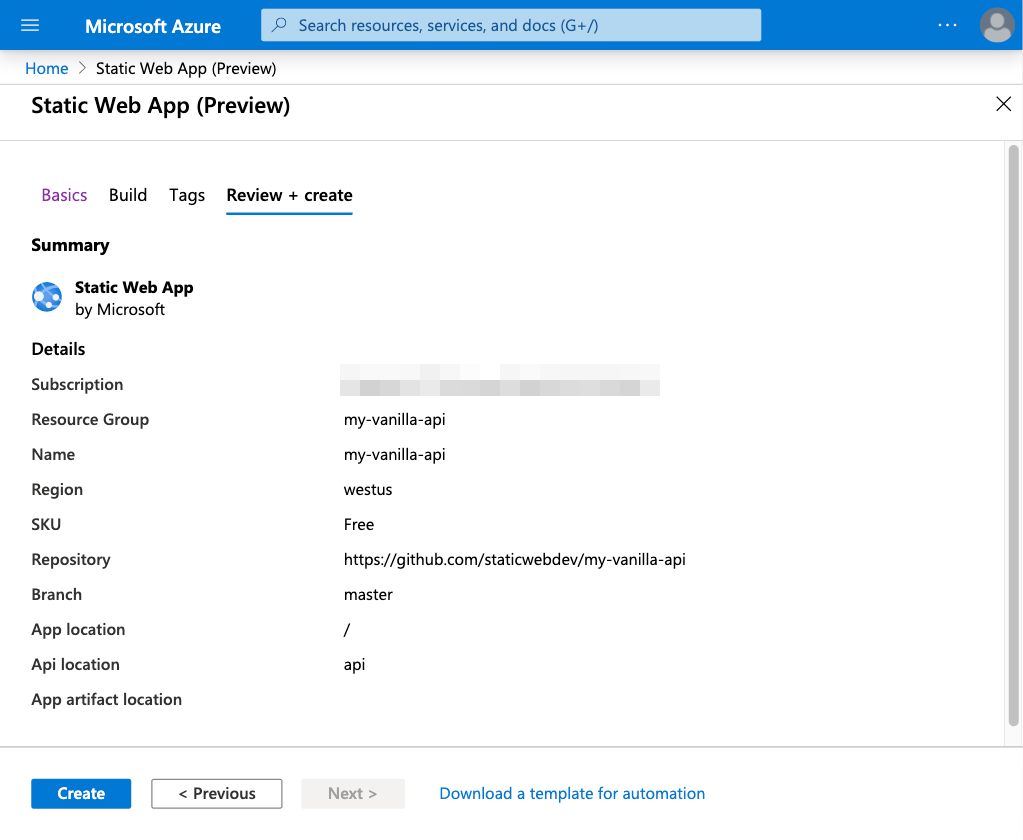 Microsoft Azure
Search resources, services, and docs (G+/)
Home > Static Web App (Preview)
Static Web App (Preview)
Basics Build Tags Review + create
Summary
Static Web App
by Microsoft
Details
Subscription
Resource Group my-vanilla-api
Name my-vanilla-api
Region westus
SKU Free
Repository https://github.com/staticwebdev/my-vanilla-api
Branch master
App location /
Api location api
App artifact location
Create < Previous Next > Download a template for automation